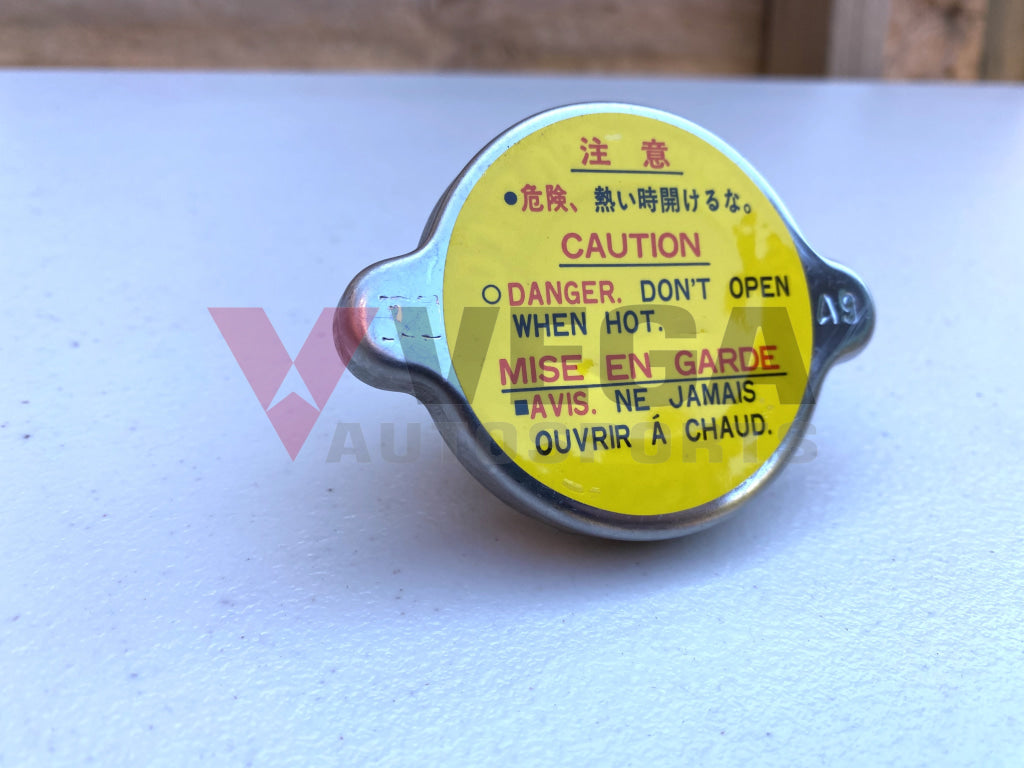 注意
●危険、熱い時開けるな。
CAUTION
○DANGER. DON'T OPEN
WHEN HOT.
MISE EN GARDE
■AVIS. NE JAMAIS
OUVRIR Á CHAUD.
VEGA
AUTOSPORTS